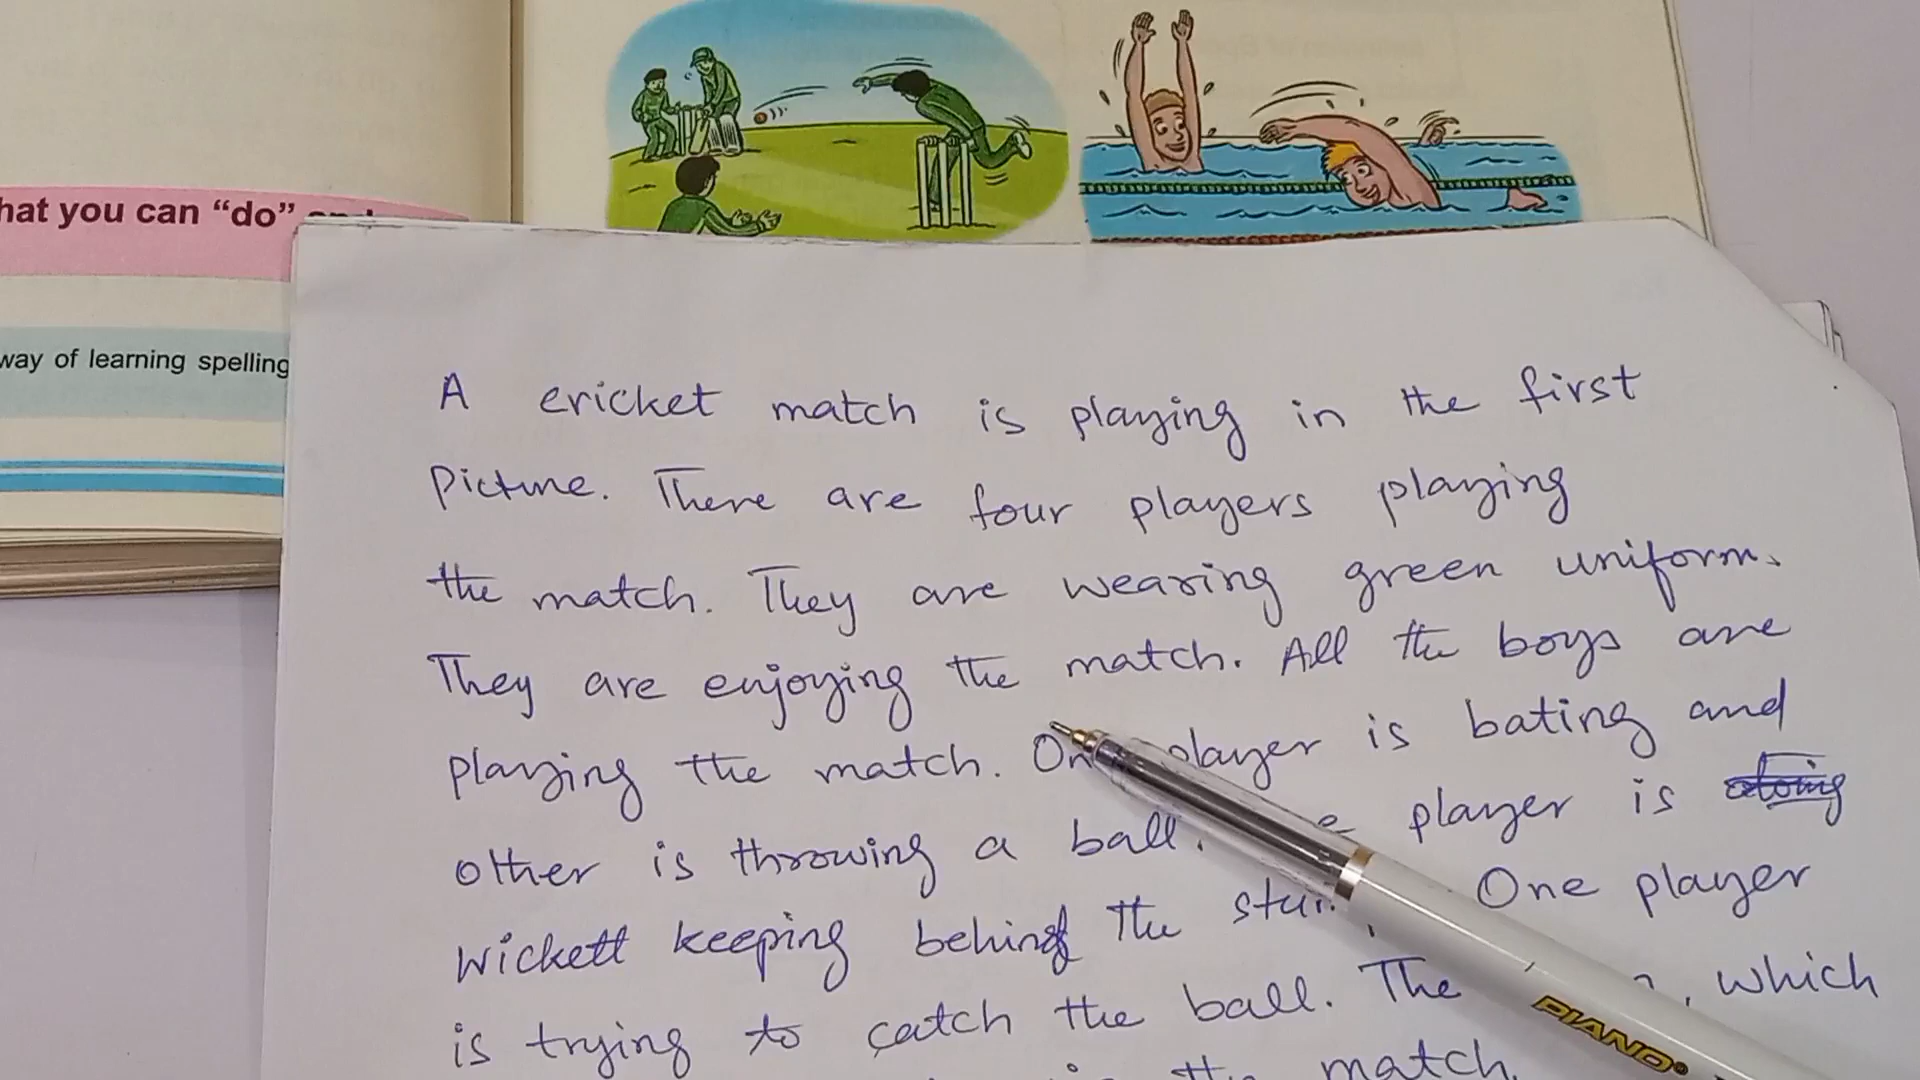 hat you can "do"
way of learning spelling
A cricket match is playing in the first
Picture. There are four players playing
the match. They are wearing green uniform.
They are enjoying the match. All the boys are
playing the match. player is bating and
other is throwing a ball. player is
wickett keeping behind the One player
is trying to catch the ball. The , which
the match.
PIANO